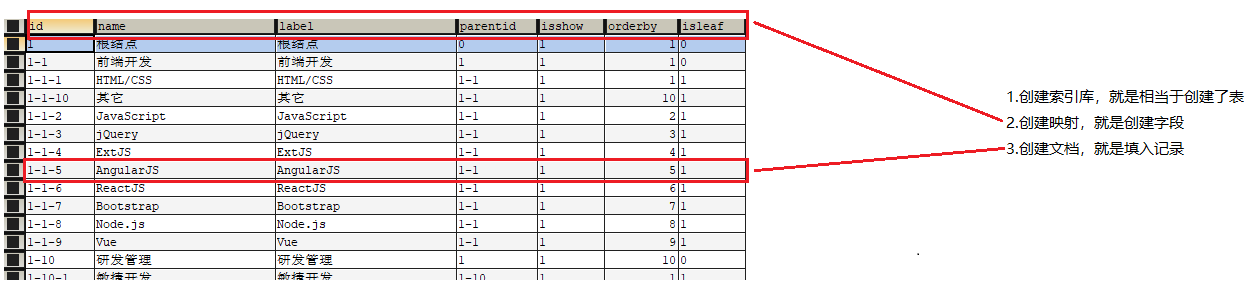 id name label parentid isshow orderby isleaf
1 根结点 根结点 0 1 1 0
1-1 前端开发 前端开发 1 1 1 0
1-1-1 HTML/CSS HTML/CSS 1-1 1 1 1
1-1-10 其它 其它 1-1 1 10 1
1-1-2 JavaScript JavaScript 1-1 1 2 1
1-1-3 jQuery jQuery 1-1 1 3 1
1-1-4 ExtJS ExtJS 1-1 1 4 1
1-1-5 AngularJS AngularJS 1-1 1 5 1
1-1-6 ReactJS ReactJS 1-1 1 6 1
1-1-7 Bootstrap Bootstrap 1-1 1 7 1
1-1-8 Node.js Node.js 1-1 1 8 1
1-1-9 Vue Vue 1-1 1 9 1
1-10 研发管理 研发管理 1 1 10 0
1-10-1 敏捷开发 敏捷开发 1-10 1 1 1
1.创建索引库，就是相当于创建了表
2.创建映射，就是创建字段
3.创建文档，就是填入记录